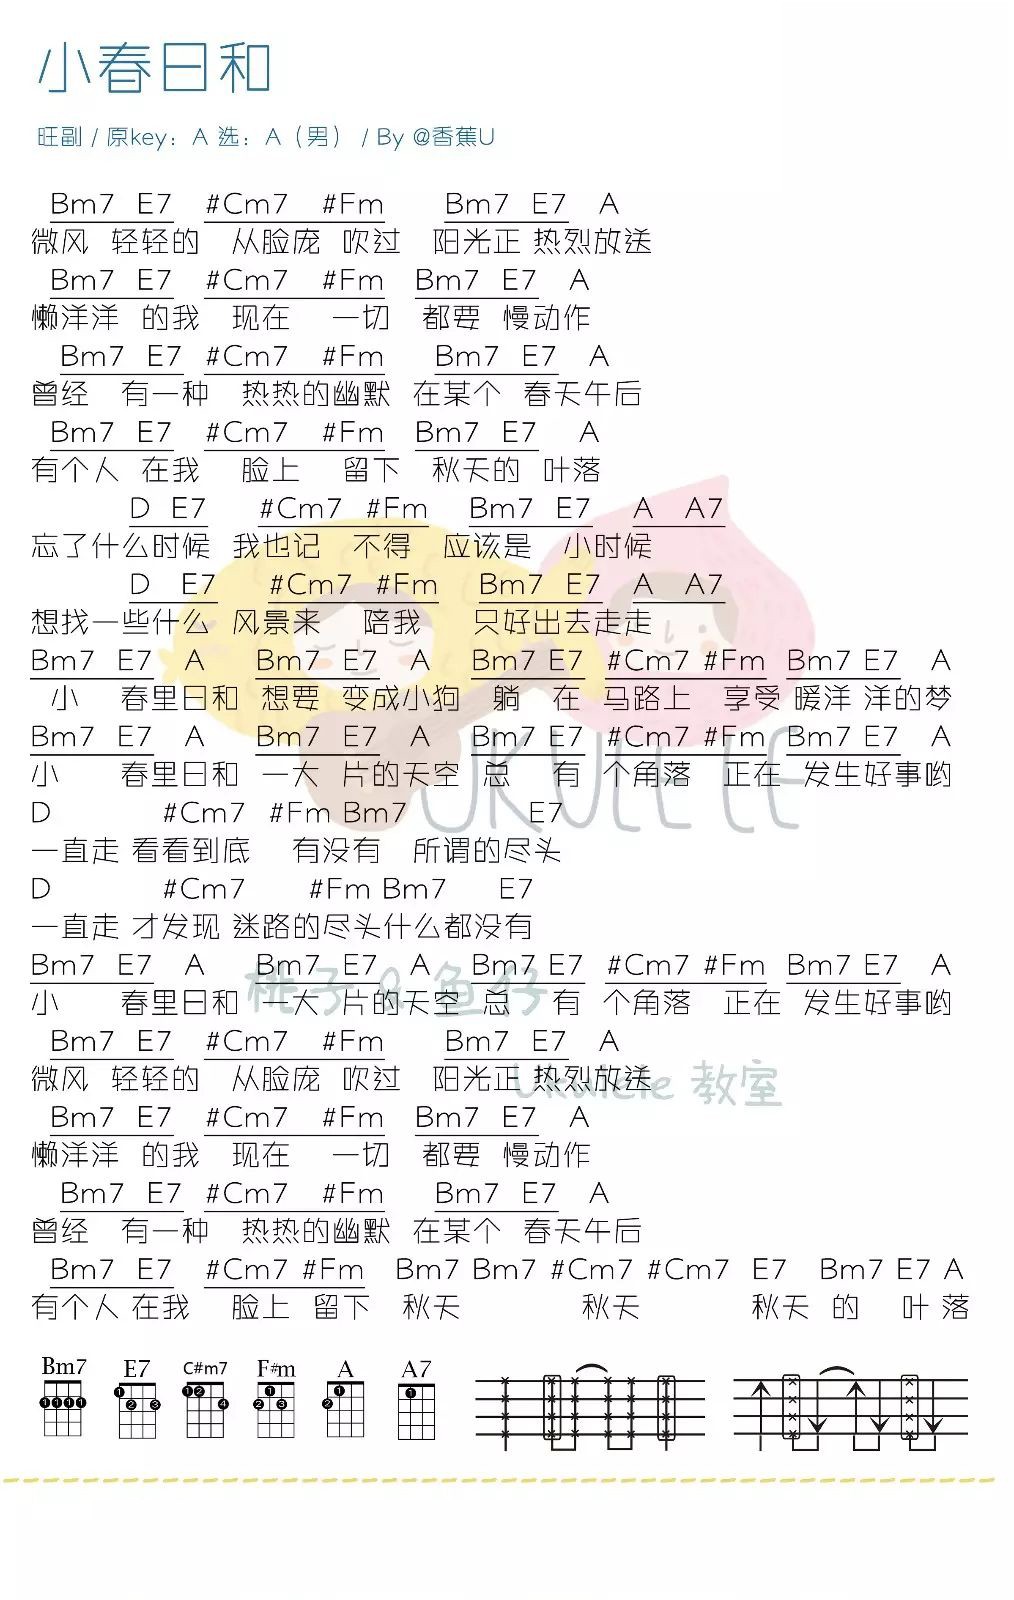 小春日和
旺副 / 原key：A 选：A（男） / By @香蕉U
Bm7 E7 #Cm7 #Fm Bm7 E7 A
微风 轻轻的 从脸庞 吹过 阳光正 热烈放送
Bm7 E7 #Cm7 #Fm Bm7 E7 A
懒洋洋 的我 现在 一切 都要 慢动作
Bm7 E7 #Cm7 #Fm Bm7 E7 A
曾经 有一种 热热的幽默 在某个 春天午后
Bm7 E7 #Cm7 #Fm Bm7 E7 A
有个人 在我 脸上 留下 秋天的 叶落
D E7 #Cm7 #Fm Bm7 E7 A A7
忘了什么时候 我也记 不得 应该是 小时候
D E7 #Cm7 #Fm Bm7 E7 A A7
想找一些什么 风景来 陪我 只好出去走走
Bm7 E7 A Bm7 E7 A Bm7 E7 #Cm7 #Fm Bm7 E7 A
小 春里日和 想要 变成小狗 躺 在 马路上 享受 暖洋 洋的梦
Bm7 E7 A Bm7 E7 A Bm7 E7 #Cm7 #Fm Bm7 E7 A
小 春里日和 一大 片的天空 总 有 个角落 正在 发生好事哟
UKULELE
D #Cm7 #Fm Bm7 E7
一直走 看看到底 有没有 所谓的尽头
D #Cm7 #Fm Bm7 E7
一直走 才发现 迷路的尽头什么都没有
Bm7 E7 A Bm7 E7 A Bm7 E7 #Cm7 #Fm Bm7 E7 A
桃子&鱼仔
小 春里日和 一大 片的天空 总 有 个角落 正在 发生好事哟
Bm7 E7 #Cm7 #Fm Bm7 E7 A
微风 轻轻的 从脸庞 吹过 阳光正 热烈放送
Ukulele 教室
Bm7 E7 #Cm7 #Fm Bm7 E7 A
懒洋洋 的我 现在 一切 都要 慢动作
Bm7 E7 #Cm7 #Fm Bm7 E7 A
曾经 有一种 热热的幽默 在某个 春天午后
Bm7 E7 #Cm7 #Fm Bm7 Bm7 #Cm7 #Cm7 E7 Bm7 E7 A
有个人 在我 脸上 留下 秋天 秋天 秋天 的 叶 落
Bm7 E7 C#m7 F#m A A7
1 1 1 1 1 2 3 1 2 4 1 2 3 1 2 1